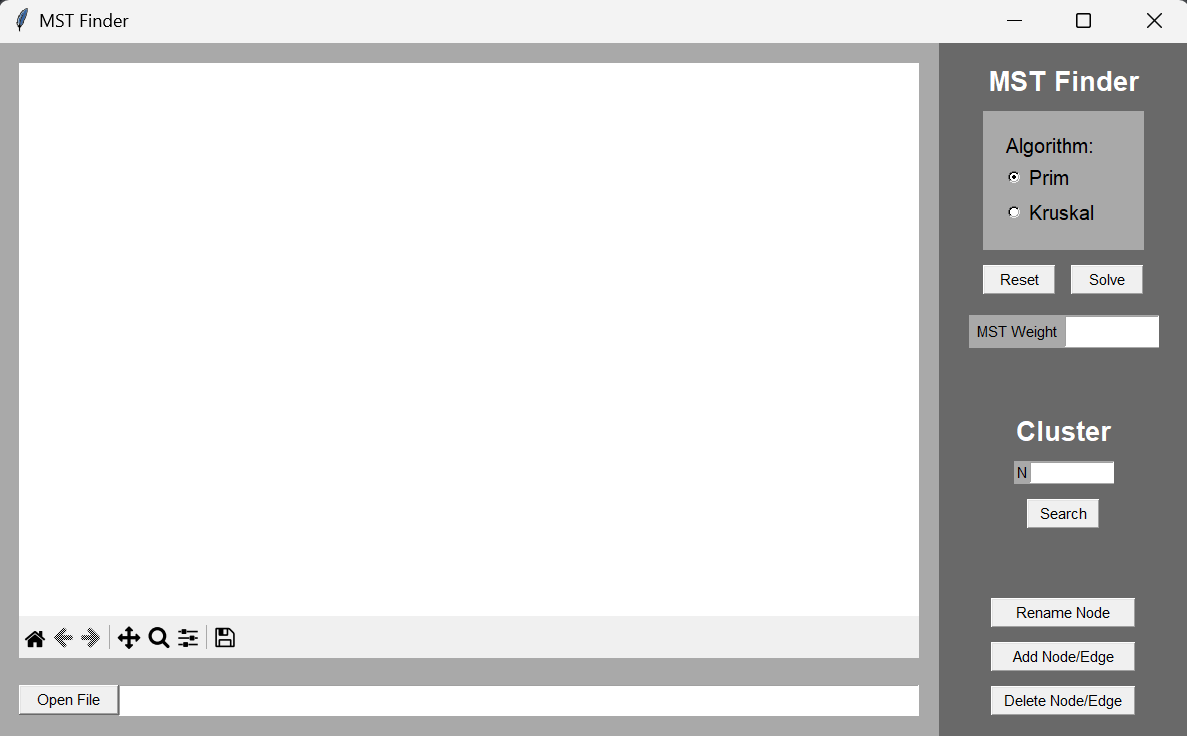 MST Finder
MST Finder
Algorithm:
Prim
Kruskal
Reset Solve
MST Weight
Cluster
N
Search
Rename Node
Add Node/Edge
Delete Node/Edge
Open File